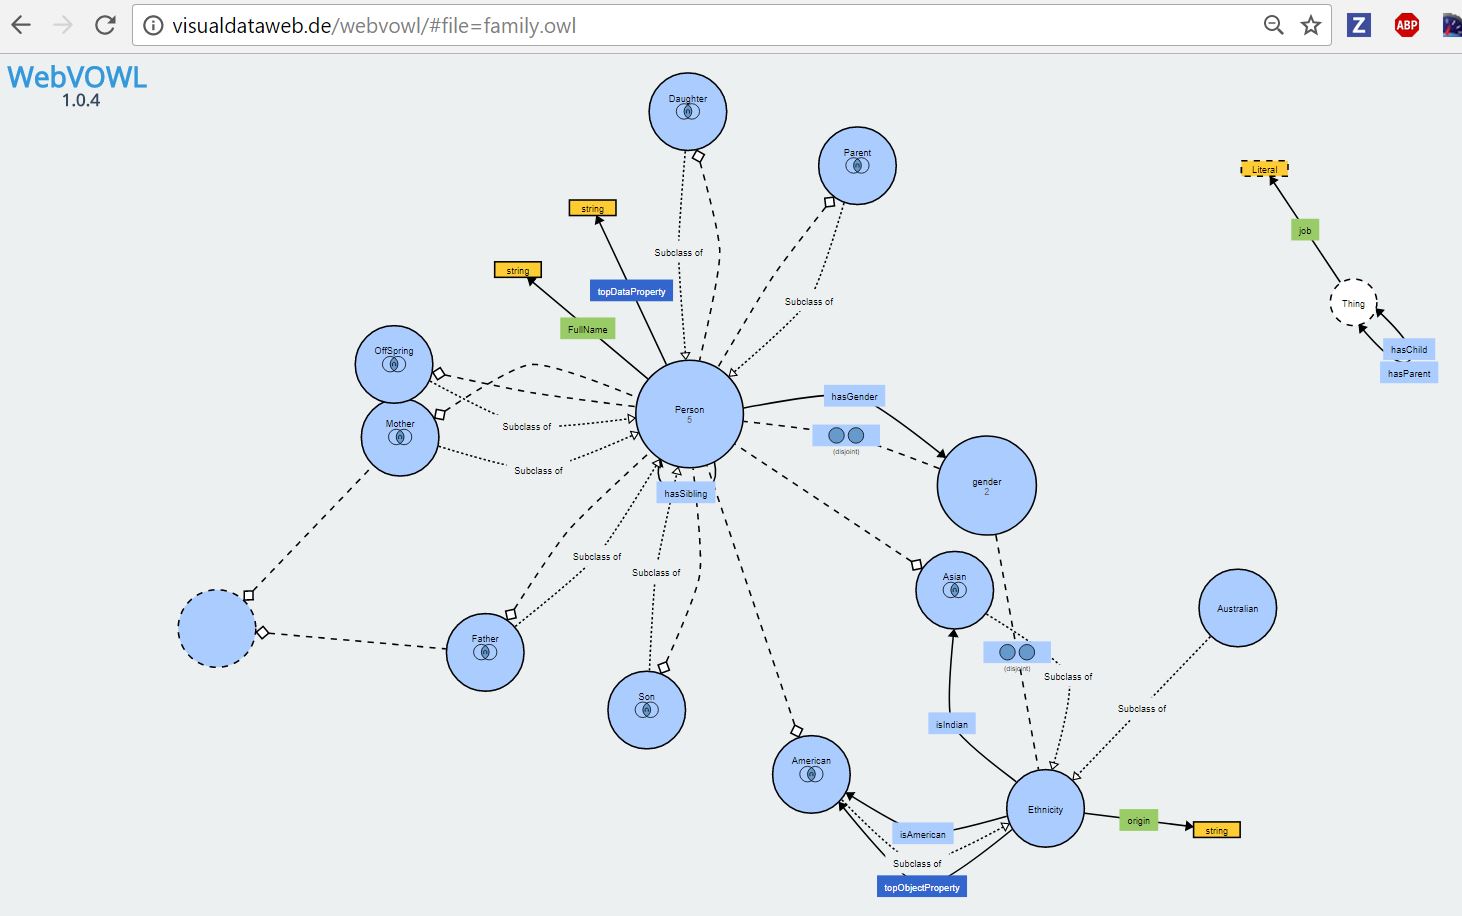 visualdataweb.de/webvowl/#file=family.owl
Z
ABP
WebVOWL
1.0.4
Daughter
Parent
Literal
string
job
Subclass of
string
topDataProperty
Subclass of
Thing
FullName
OffSpring
hasChild
hasParent
hasGender
Person
5
Mother
Subclass of
(disjoint)
Subclass of
gender
2
hasSibling
Subclass of
Subclass of
Asian
Australian
Father
(disjoint)
Subclass of
Son
Subclass of
isIndian
American
Ethnicity
origin
string
isAmerican
Subclass of
topObjectProperty